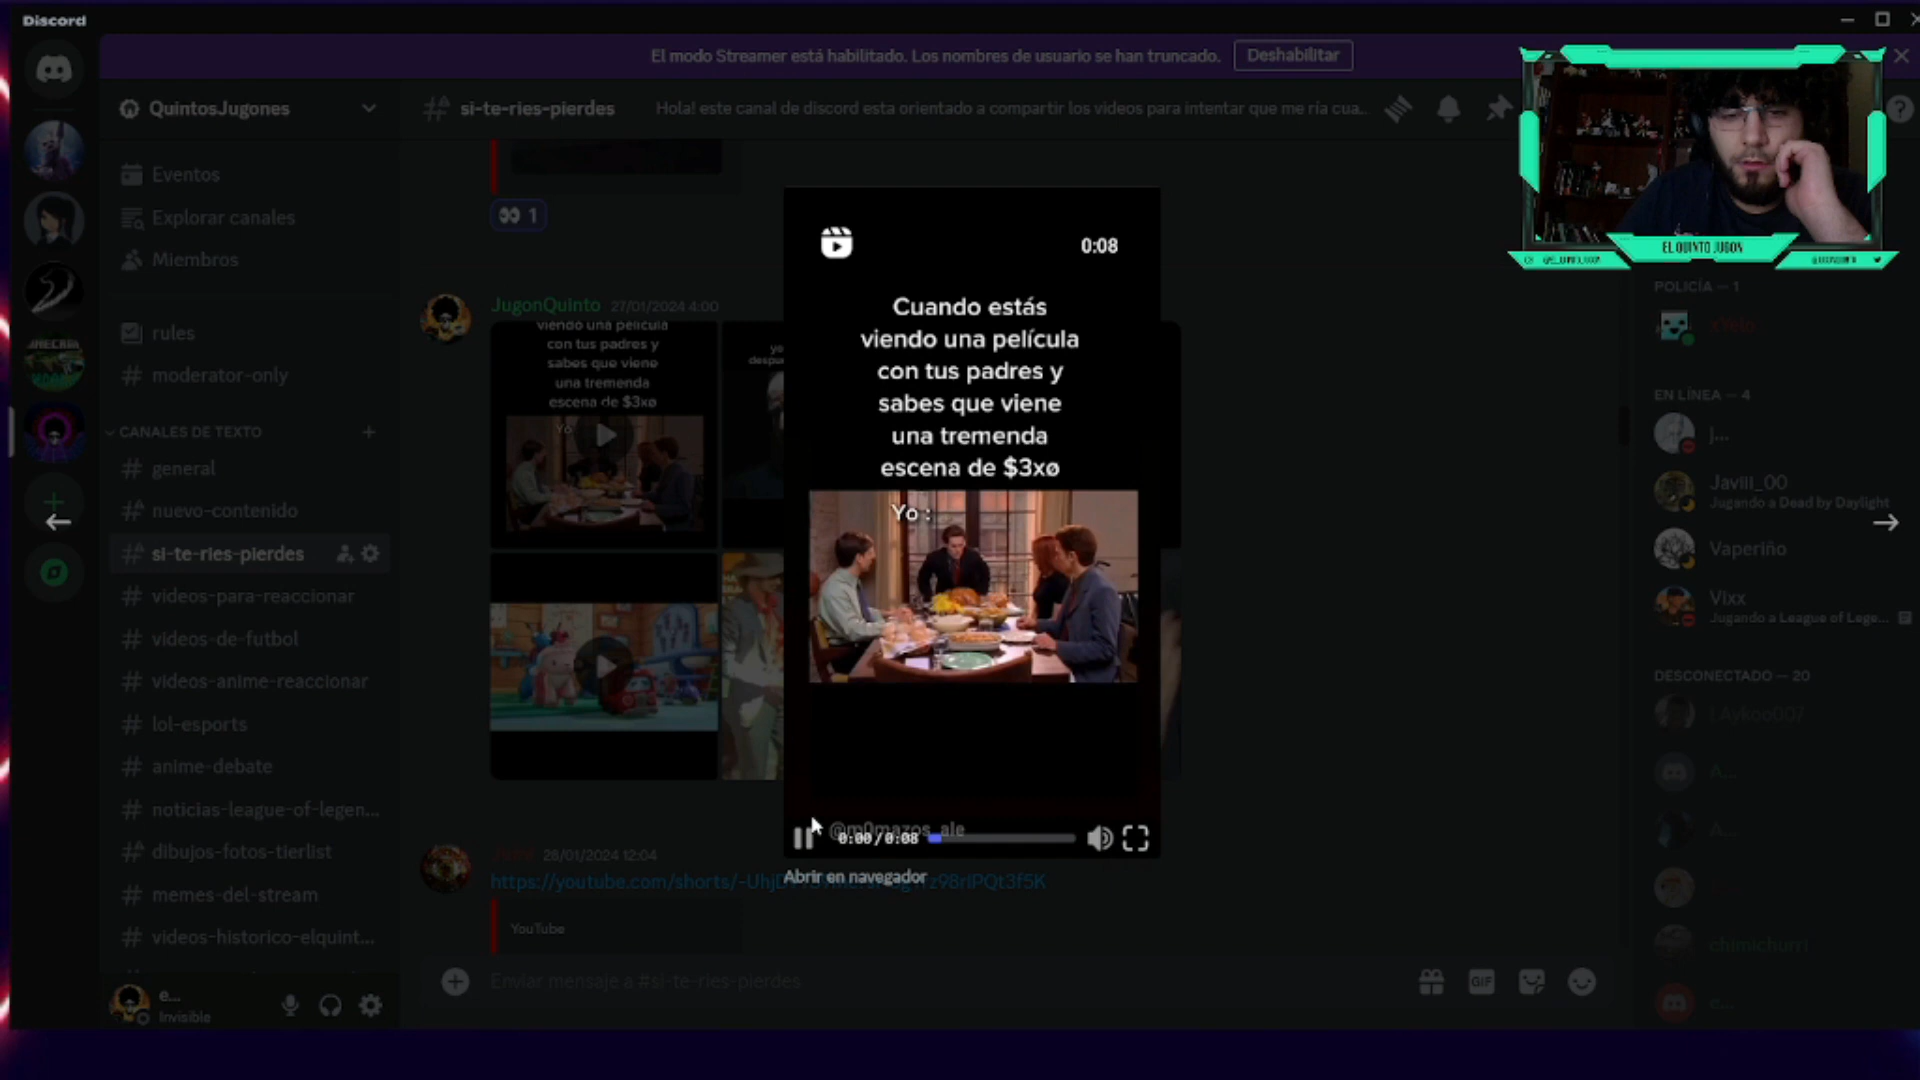 Discord
El modo Streamer está habilitado. Los nombres de usuario se han truncado.
Deshabilitar
QuintosJugones
si-te-ries-pierdes
Hola! este canal de discord esta orientado a compartir los videos para intentar que me ría cua...
EL QUINTO JUGON
Eventos
Explorar canales
Miembros
rules
moderator-only
CANALES DE TEXTO
general
nuevo-contenido
si-te-ries-pierdes
videos-para-reaccionar
videos-de-futbol
videos-anime-reaccionar
lol-esports
anime-debate
noticias-league-of-legen...
dibujos-fotos-tierlist
memes-del-stream
videos-historico-elquint...
e...
Invisible
1
JugonQuinto 27/01/2024 4:00
viendo una película
con tus padres y
sabes que viene
una tremenda
escena de $3xø
Yo
0:08
Cuando estás
viendo una película
con tus padres y
sabes que viene
una tremenda
escena de $3xø
Yo :
@m0mazos_ale
0:00/0:08
Abrir en navegador
26/01/2024 12:04
YouTube
Enviar mensaje a #si-te-ries-pierdes
GIF
POLICÍA — 1
EN LÍNEA — 4
j...
Javiii_00
Jugando a Dead by Daylight
Vaperiño
Vixx
Jugando a League of Lege...
DESCONECTADO — 20
A...
A...
chimichurri
e...